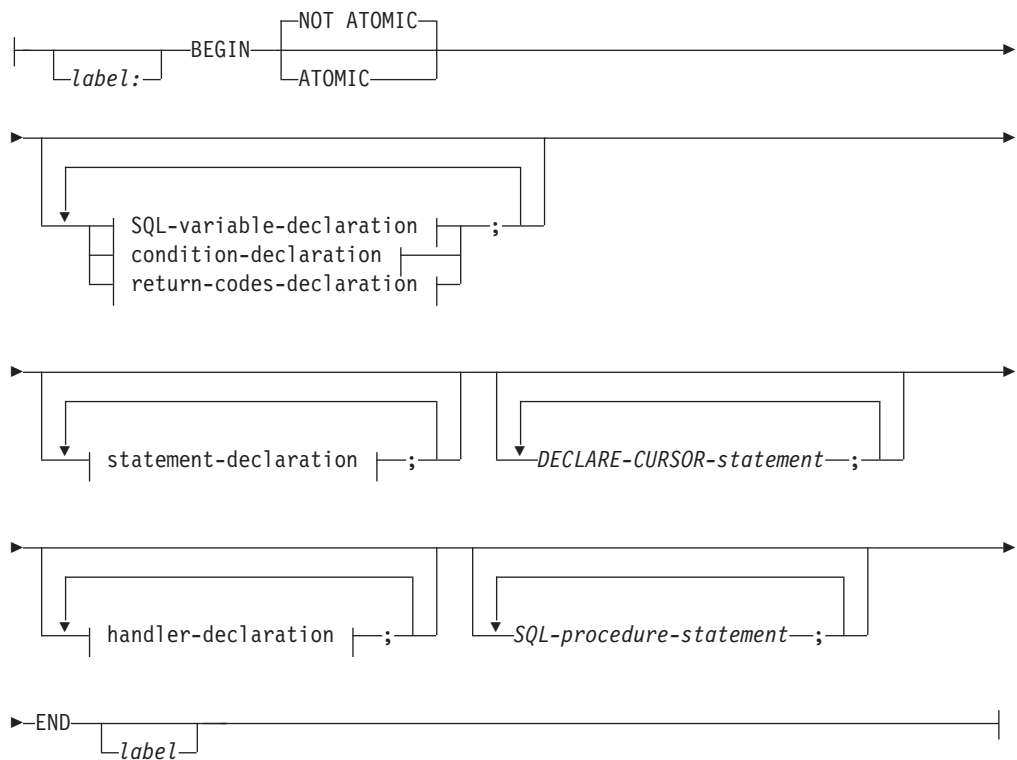 NOT ATOMIC
label: BEGIN
ATOMIC
SQL-variable-declaration ;
condition-declaration
return-codes-declaration
statement-declaration ; DECLARE-CURSOR-statement ;
handler-declaration ; SQL-procedure-statement ;
END
label